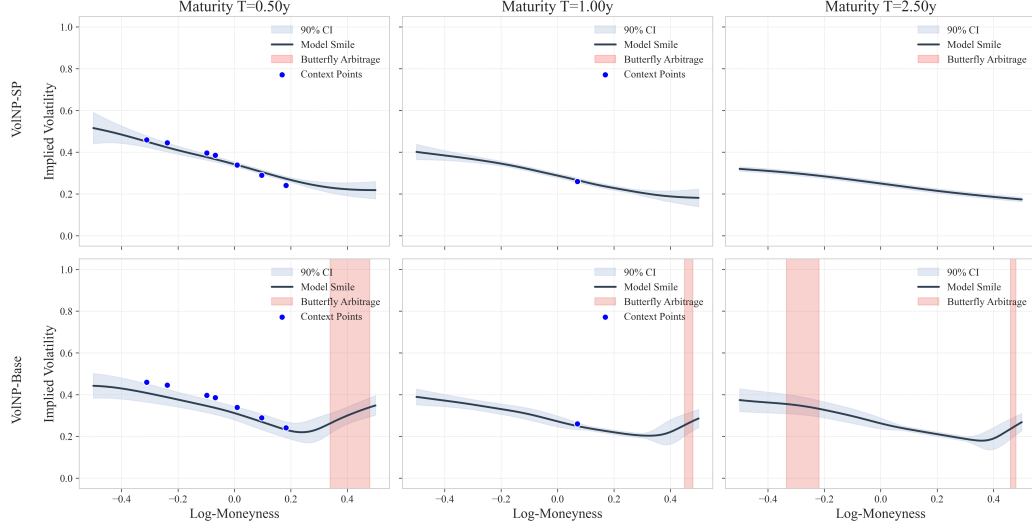 Maturity T=0.50y
Maturity T=1.00y
Maturity T=2.50y
VolNP-SP
Implied Volatility
1.0
0.8
0.6
0.4
0.2
0.0
90% CI
Model Smile
Butterfly Arbitrage
Context Points
90% CI
Model Smile
Butterfly Arbitrage
Context Points
90% CI
Model Smile
Butterfly Arbitrage
VolNP-Base
Implied Volatility
1.0
0.8
0.6
0.4
0.2
0.0
90% CI
Model Smile
Butterfly Arbitrage
Context Points
90% CI
Model Smile
Butterfly Arbitrage
Context Points
90% CI
Model Smile
Butterfly Arbitrage
−0.4 −0.2 0.0 0.2 0.4
−0.4 −0.2 0.0 0.2 0.4
−0.4 −0.2 0.0 0.2 0.4
Log-Moneyness
Log-Moneyness
Log-Moneyness